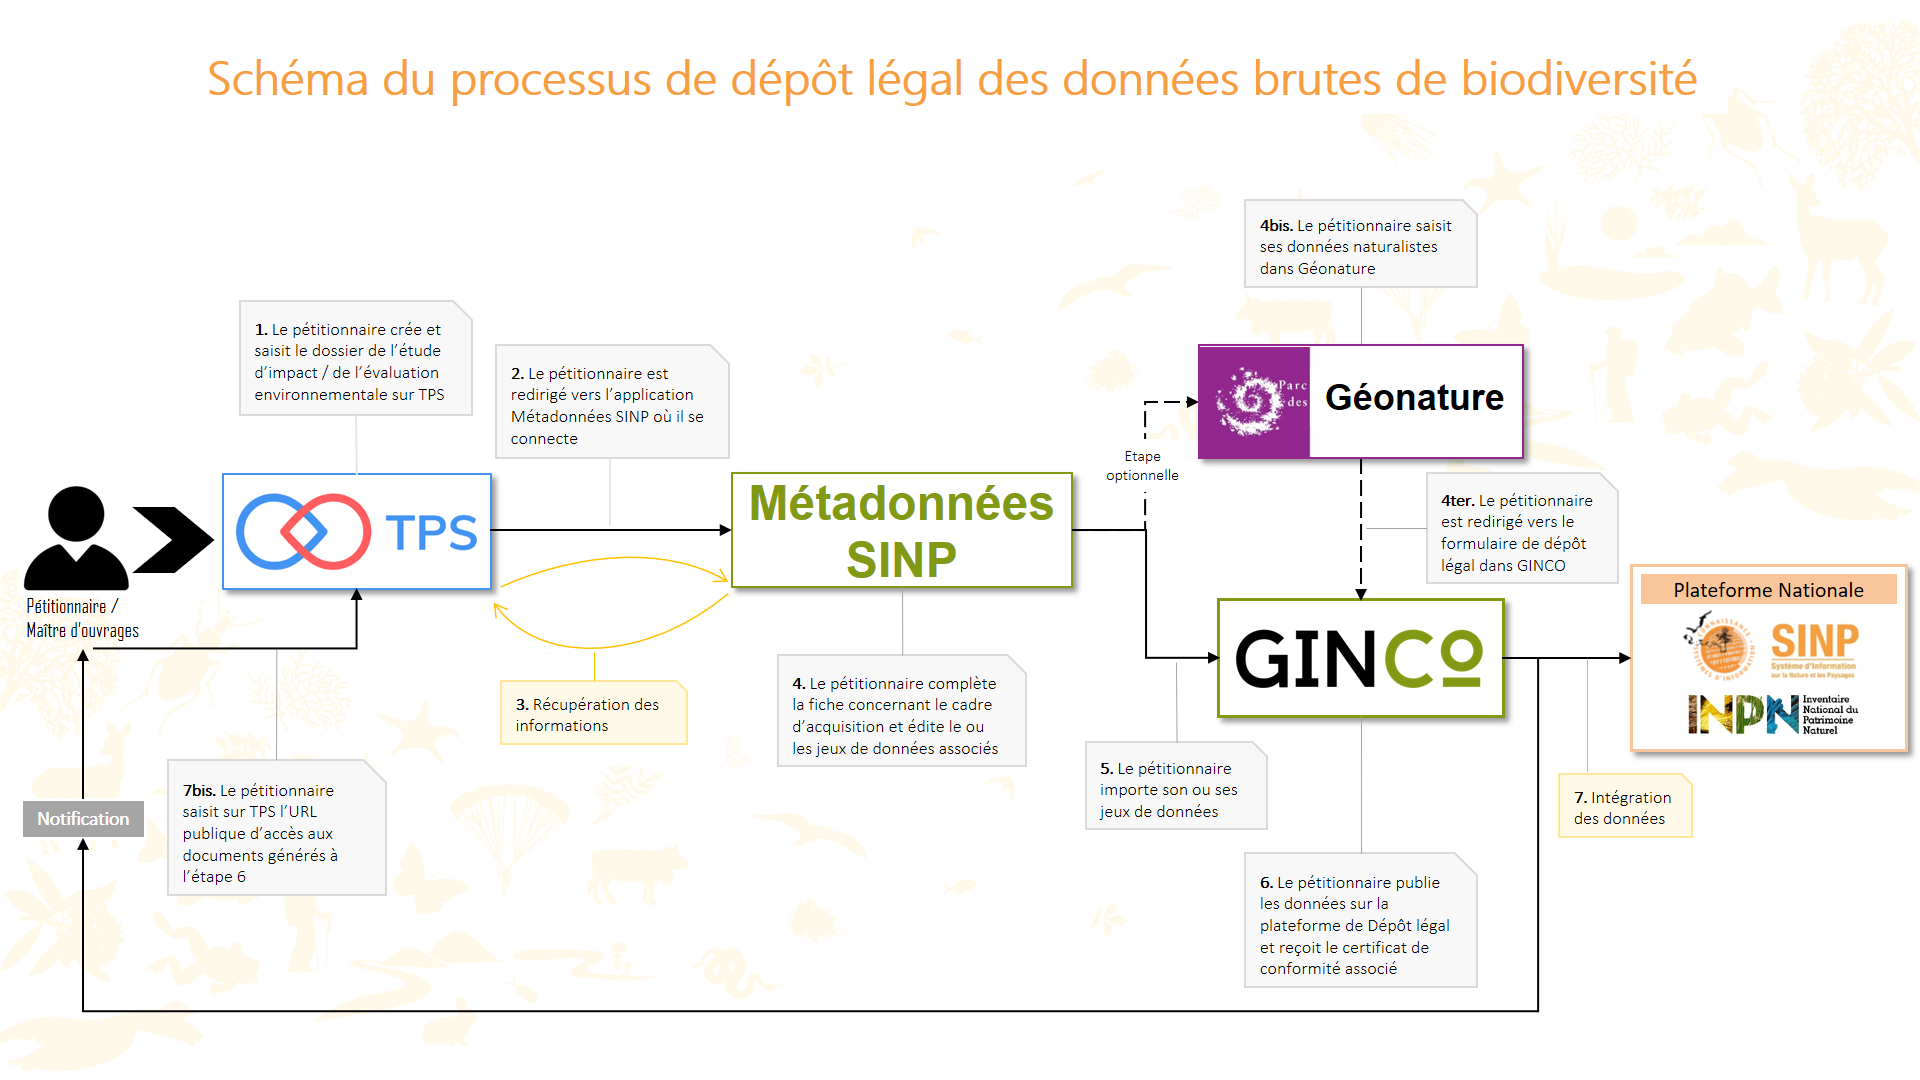 Schéma du processus de dépôt légal des données brutes de biodiversité
4bis. Le pétitionnaire saisit
ses données naturalistes
dans Géonature
1. Le pétitionnaire crée et
saisit le dossier de l’étude
d’impact / de l’évaluation
environnementale sur TPS
2. Le pétitionnaire est
redirigé vers l’application
Métadonnées SINP où il se
connecte
Parc
des
Géonature
Etape
optionnelle
TPS
Métadonnées
SINP
4ter. Le pétitionnaire
est redirigé vers le
formulaire de dépôt
légal dans GINCO
Pétitionnaire /
Maître d'ouvrages
GINCO
Plateforme Nationale
SINP
Système d'Information
sur la Nature et les Paysages
INPN
Inventaire
National du
Patrimoine
Naturel
3. Récupération des
informations
4. Le pétitionnaire complète
la fiche concernant le cadre
d’acquisition et édite le ou
les jeux de données associés
5. Le pétitionnaire
importe son ou ses
jeux de données
7. Intégration
des données
7bis. Le pétitionnaire
saisit sur TPS l’URL
publique d’accès aux
documents générés à
l’étape 6
Notification
6. Le pétitionnaire publie
les données sur la
plateforme de Dépôt légal
et reçoit le certificat de
conformité associé